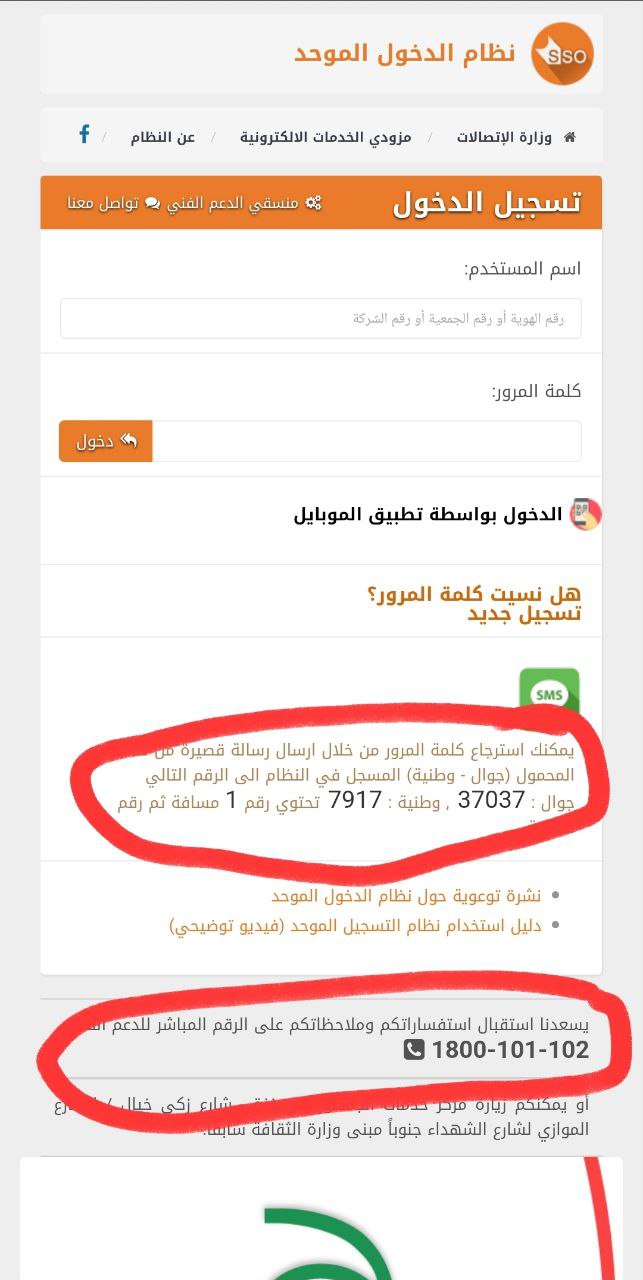 نظام الدخول الموحد
SSO
وزارة الإتصالات / مزودي الخدمات الالكترونية / عن النظام / f
تسجيل الدخول
منسقي الدعم الفني تواصل معنا
اسم المستخدم:
رقم الهوية أو رقم الجمعية أو رقم الشركة
كلمة المرور:
دخول
الدخول بواسطة تطبيق الموبايل
هل نسيت كلمة المرور؟
تسجيل جديد
SMS
يمكنك استرجاع كلمة المرور من خلال ارسال رسالة قصيرة من
المحمول (جوال - وطنية) المسجل في النظام الى الرقم التالي
جوال : 37037 , وطنية : 7917 تحتوي رقم 1 مسافة ثم رقم
نشرة توعوية حول نظام الدخول الموحد
دليل استخدام نظام التسجيل الموحد (فيديو توضيحي)
يسعدنا استقبال استفساراتكم وملاحظاتكم على الرقم المباشر للدعم
1800-101-102
أو يمكنكم زيارة مركز خدمات شارع زكي خيال /
الموازي لشارع الشهداء جنوباً مبنى وزارة الثقافة سابقاً.